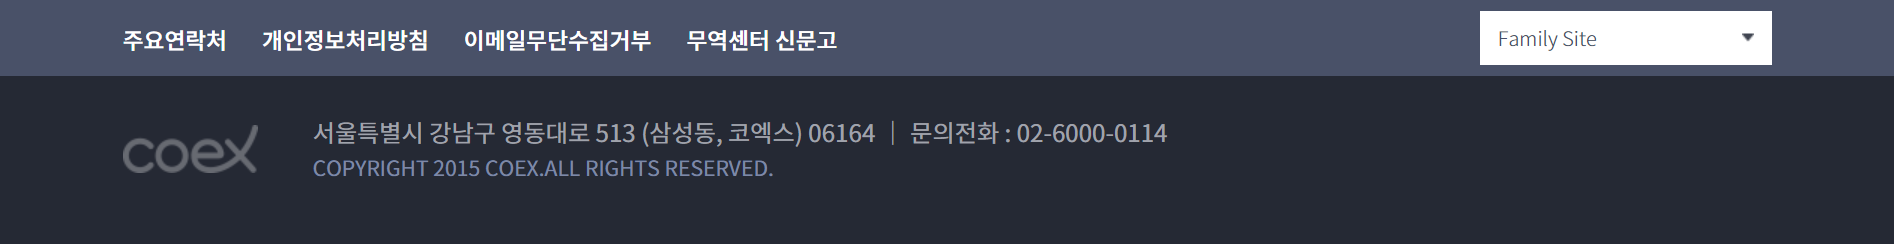 주요연락처 개인정보처리방침 이메일무단수집거부 무역센터 신문고
Family Site
coex
서울특별시 강남구 영동대로 513 (삼성동, 코엑스) 06164 | 문의전화 : 02-6000-0114
COPYRIGHT 2015 COEX.ALL RIGHTS RESERVED.